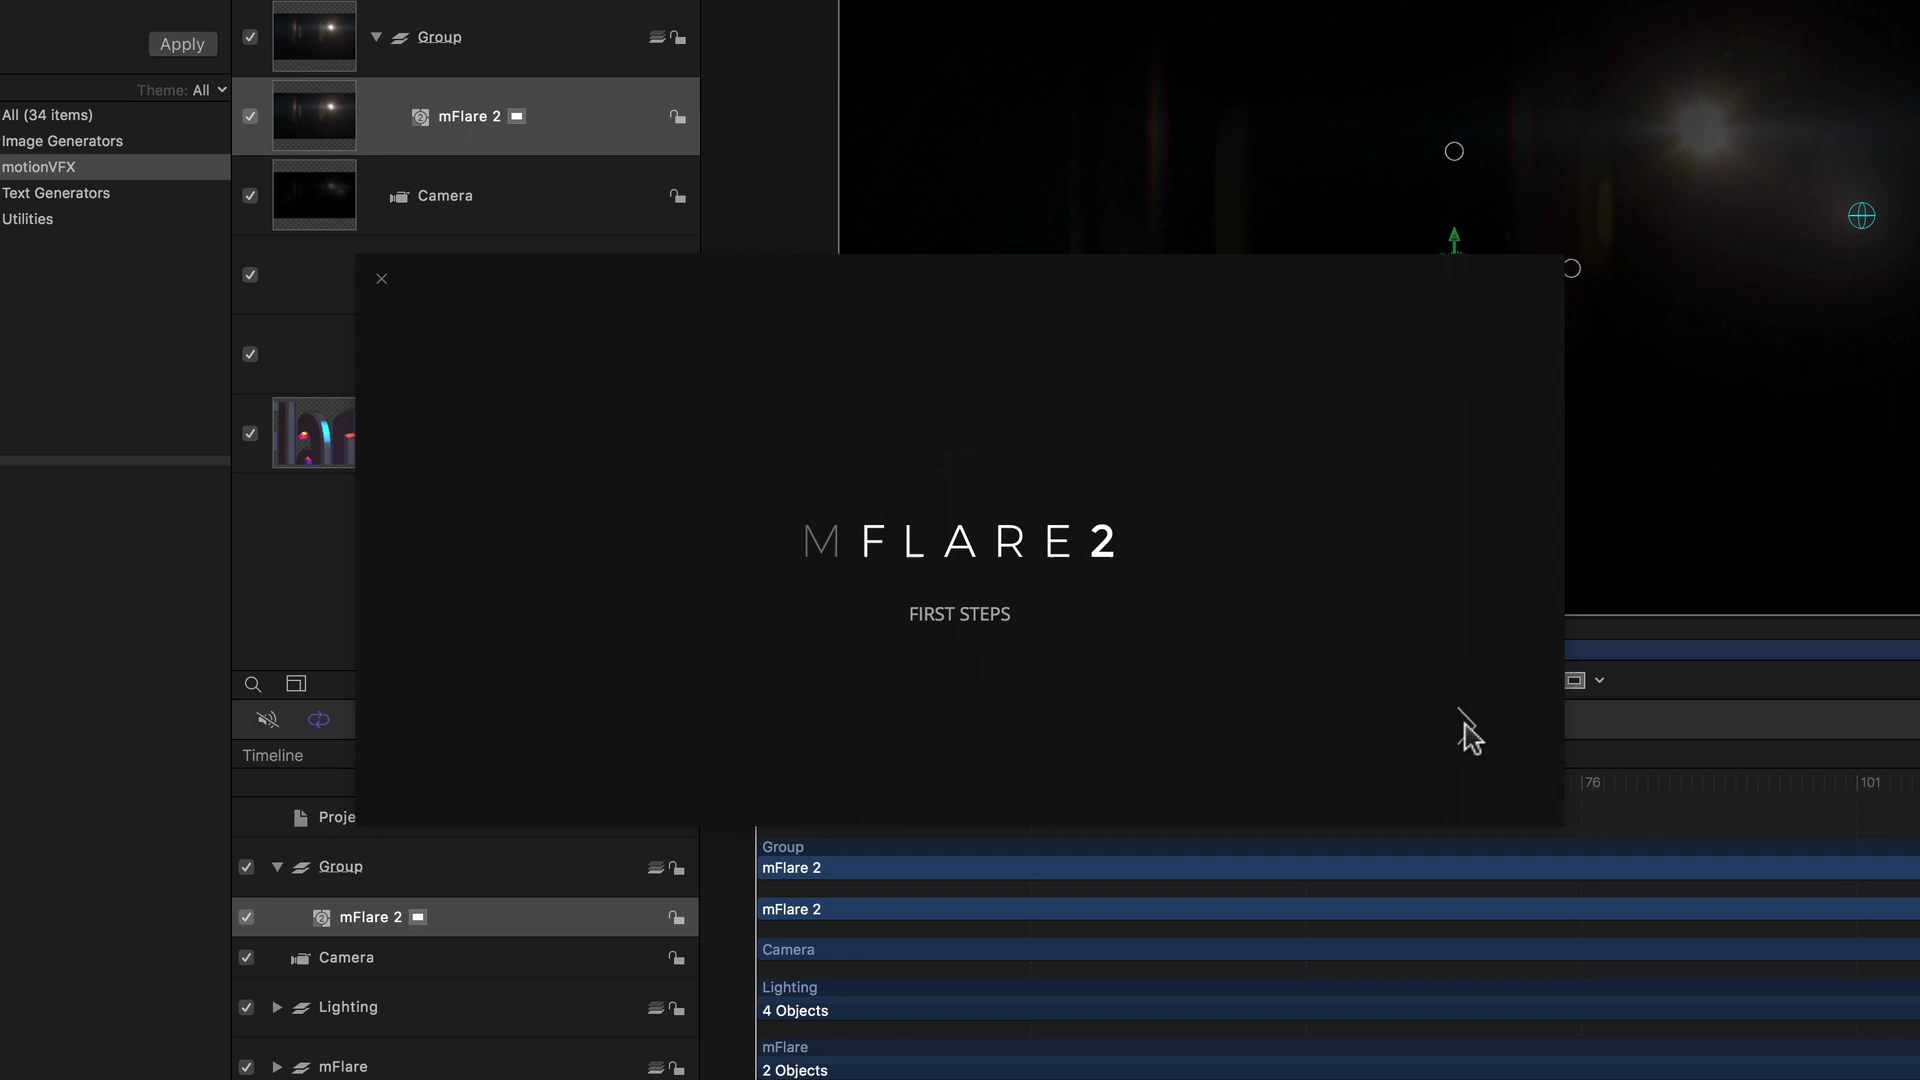 Apply
Theme: All
All (34 items)
Image Generators
motionVFX
Text Generators
Utilities
Group
mFlare 2
Camera
MFLARE2
FIRST STEPS
Timeline
76
101
Proje
Group
mFlare 2
Camera
Lighting
mFlare
Group
mFlare 2
mFlare 2
Camera
Lighting
4 Objects
mFlare
2 Objects